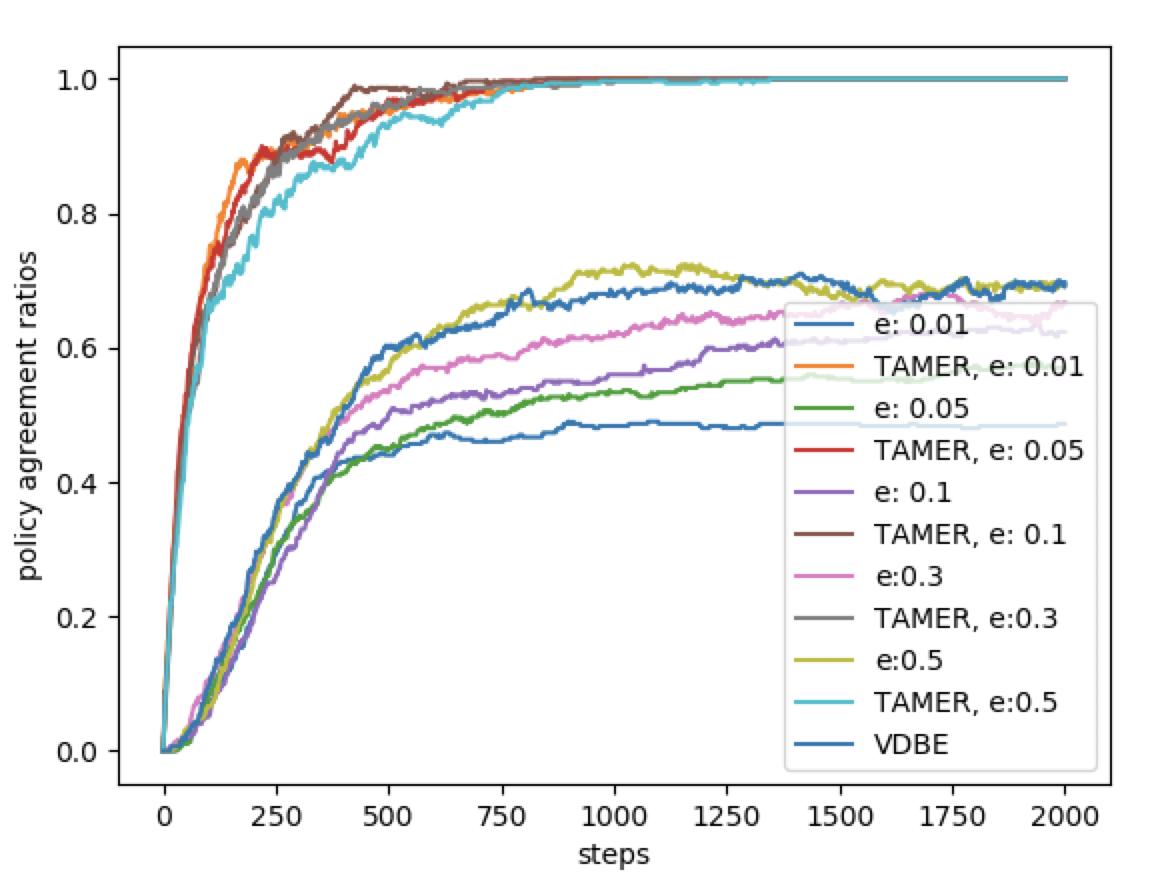 1.0
0.8
0.6
0.4
0.2
0.0
policy agreement ratios
0
250
500
750
1000
1250
1500
1750
2000
steps
e: 0.01
TAMER, e: 0.01
e: 0.05
TAMER, e: 0.05
e: 0.1
TAMER, e: 0.1
e:0.3
TAMER, e:0.3
e:0.5
TAMER, e:0.5
VDBE